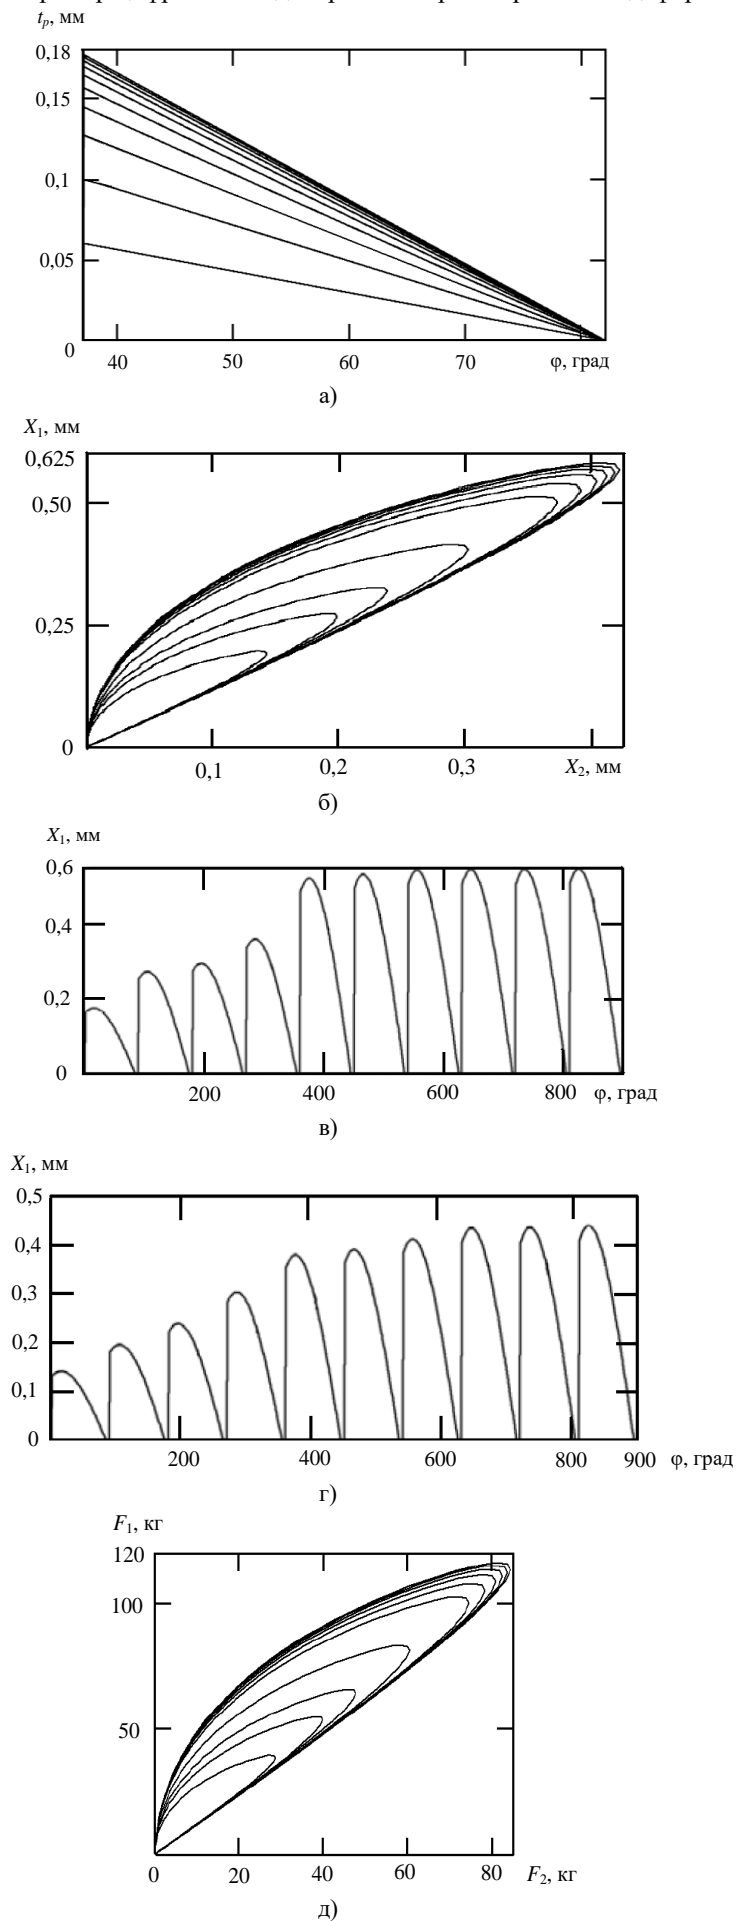 t_p, мм
0,18
0,15
0,1
0,05
0
40 50 60 70 φ, град
а)
X₁, мм
0,625
0,50
0,25
0
0,1 0,2 0,3 X₂, мм
б)
X₁, мм
0,6
0,4
0,2
0
200 400 600 800 φ, град
в)
X₁, мм
0,5
0,4
0,3
0,2
0,1
0
200 400 600 800 900 φ, град
г)
F₁, кг
120
100
50
0 20 40 60 80 F₂, кг
д)